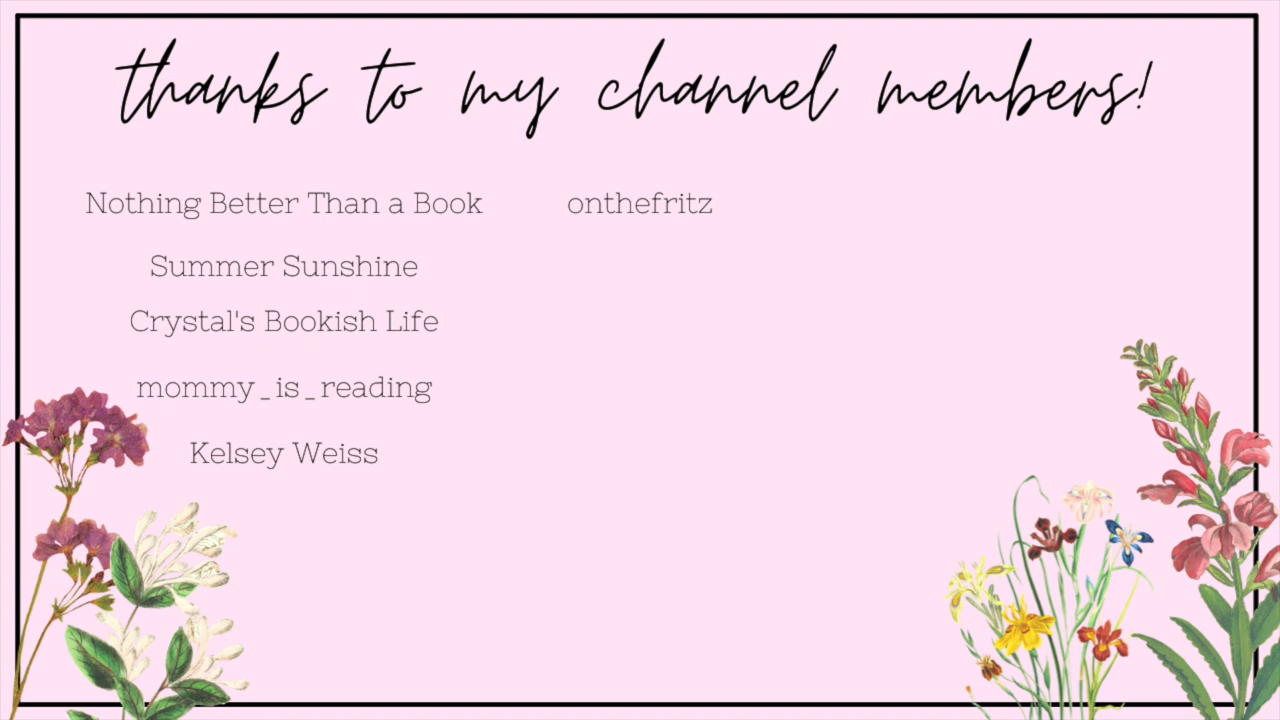 thanks to my channel members!
Nothing Better Than a Book
Summer Sunshine
Crystal's Bookish Life
mommy_is_reading
Kelsey Weiss
onthefritz